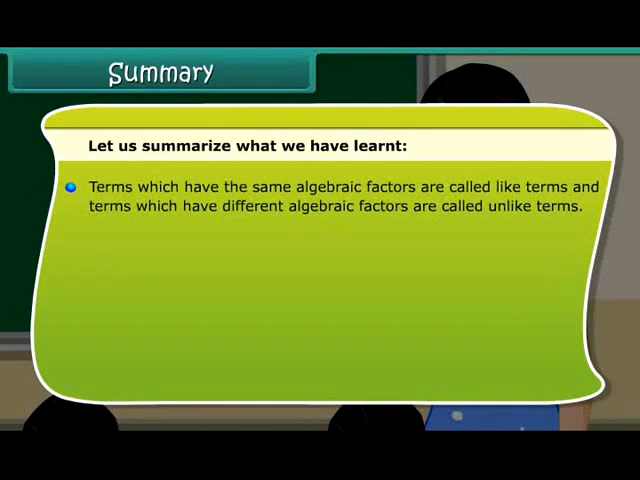 Summary
Let us summarize what we have learnt:
Terms which have the same algebraic factors are called like terms and
terms which have different algebraic factors are called unlike terms.